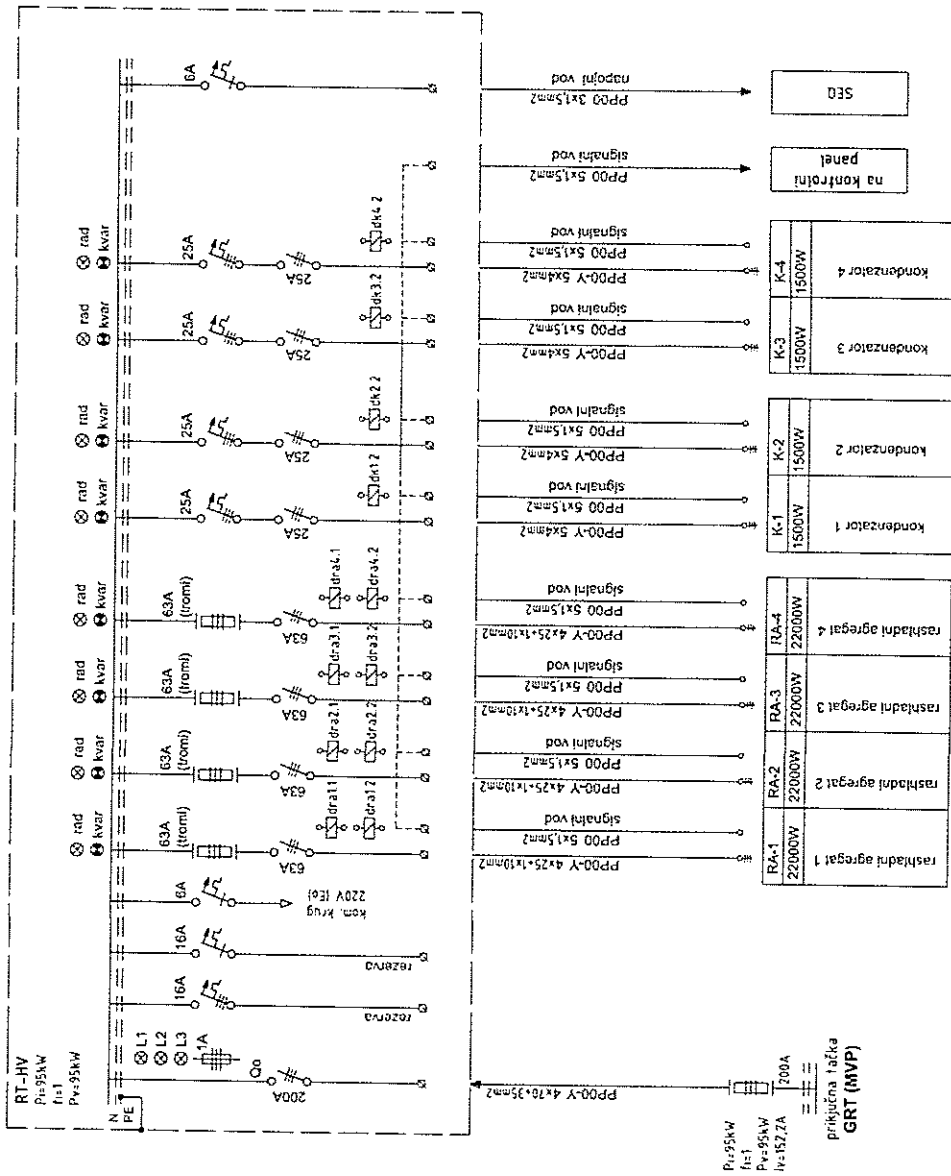 RT-HV
Pi=95kW
fi=1
Pv=95kW
N
PE
L1
L2
L3
1A
Qo
200A
16A
rezerva
16A
rezerva
6A
kom. krug
220V (Eo)
rad
kvar
63A
(tromi)
63A
dra1.1
dra1.2
rad
kvar
63A
(tromi)
63A
dra2.1
dra2.2
rad
kvar
63A
(tromi)
63A
dra3.1
dra3.2
rad
kvar
63A
(tromi)
63A
dra4.1
dra4.2
rad
kvar
25A
25A
dk1.2
rad
kvar
25A
25A
dk2.2
rad
kvar
25A
25A
dk3.2
rad
kvar
25A
25A
dk4.2
6A
PP00-Y 4x70+35mm2
200A
Pi=95kW
fi=1
Pv=95kW
Iv=152,2A
priključna tačka
GRT (MVP)
PP00-Y 4x25+1x10mm2
PP00 5x1,5mm2
signalni vod
PP00-Y 4x25+1x10mm2
PP00 5x1,5mm2
signalni vod
PP00-Y 4x25+1x10mm2
PP00 5x1,5mm2
signalni vod
PP00-Y 4x25+1x10mm2
PP00 5x1,5mm2
signalni vod
PP00-Y 5x4mm2
PP00 5x1,5mm2
signalni vod
PP00-Y 5x4mm2
PP00 5x1,5mm2
signalni vod
PP00-Y 5x4mm2
PP00 5x1,5mm2
signalni vod
PP00-Y 5x4mm2
PP00 5x1,5mm2
signalni vod
PP00 5x1,5mm2
signalni vod
PP00 3x1,5mm2
napojni vod
RA-1
22000W
rashladni agregat 1
RA-2
22000W
rashladni agregat 2
RA-3
22000W
rashladni agregat 3
RA-4
22000W
rashladni agregat 4
K-1
1500W
kondenzator 1
K-2
1500W
kondenzator 2
K-3
1500W
kondenzator 3
K-4
1500W
kondenzator 4
na kontrolni
panel
SEQ